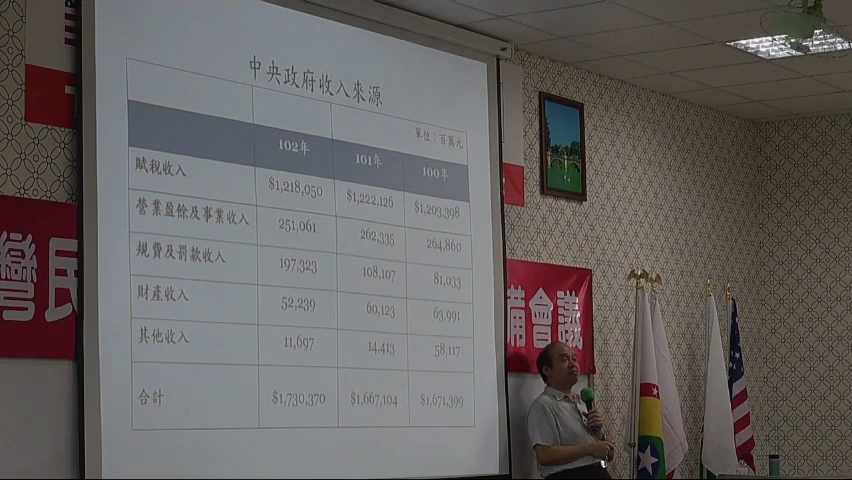 中央政府收入來源
單位：百萬元
102年 101年 100年
賦稅收入 $1,218,050 $1,222,126 $1,203,398
營業盈餘及事業收入 251,061 262,335 264,860
規費及罰款收入 197,323 108,107 81,033
財產收入 52,239 60,123 63,991
其他收入 11,697 14,413 58,117
合計 $1,730,370 $1,667,104 $1,671,399
灣民
備會議